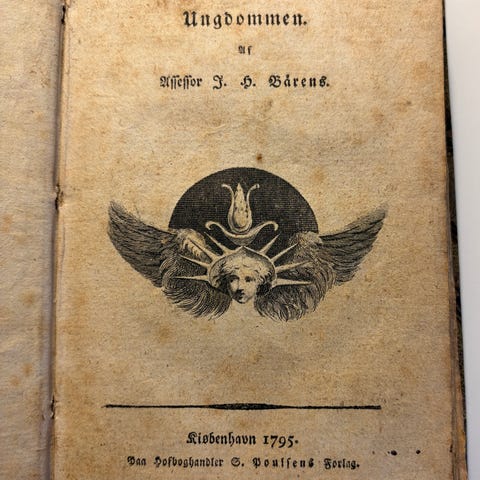 Ungdommen.
Af
Assessor J. H. Bärens.
Kiøbenhavn 1795.
Paa Hofboghandler S. Poulsens Forlag.